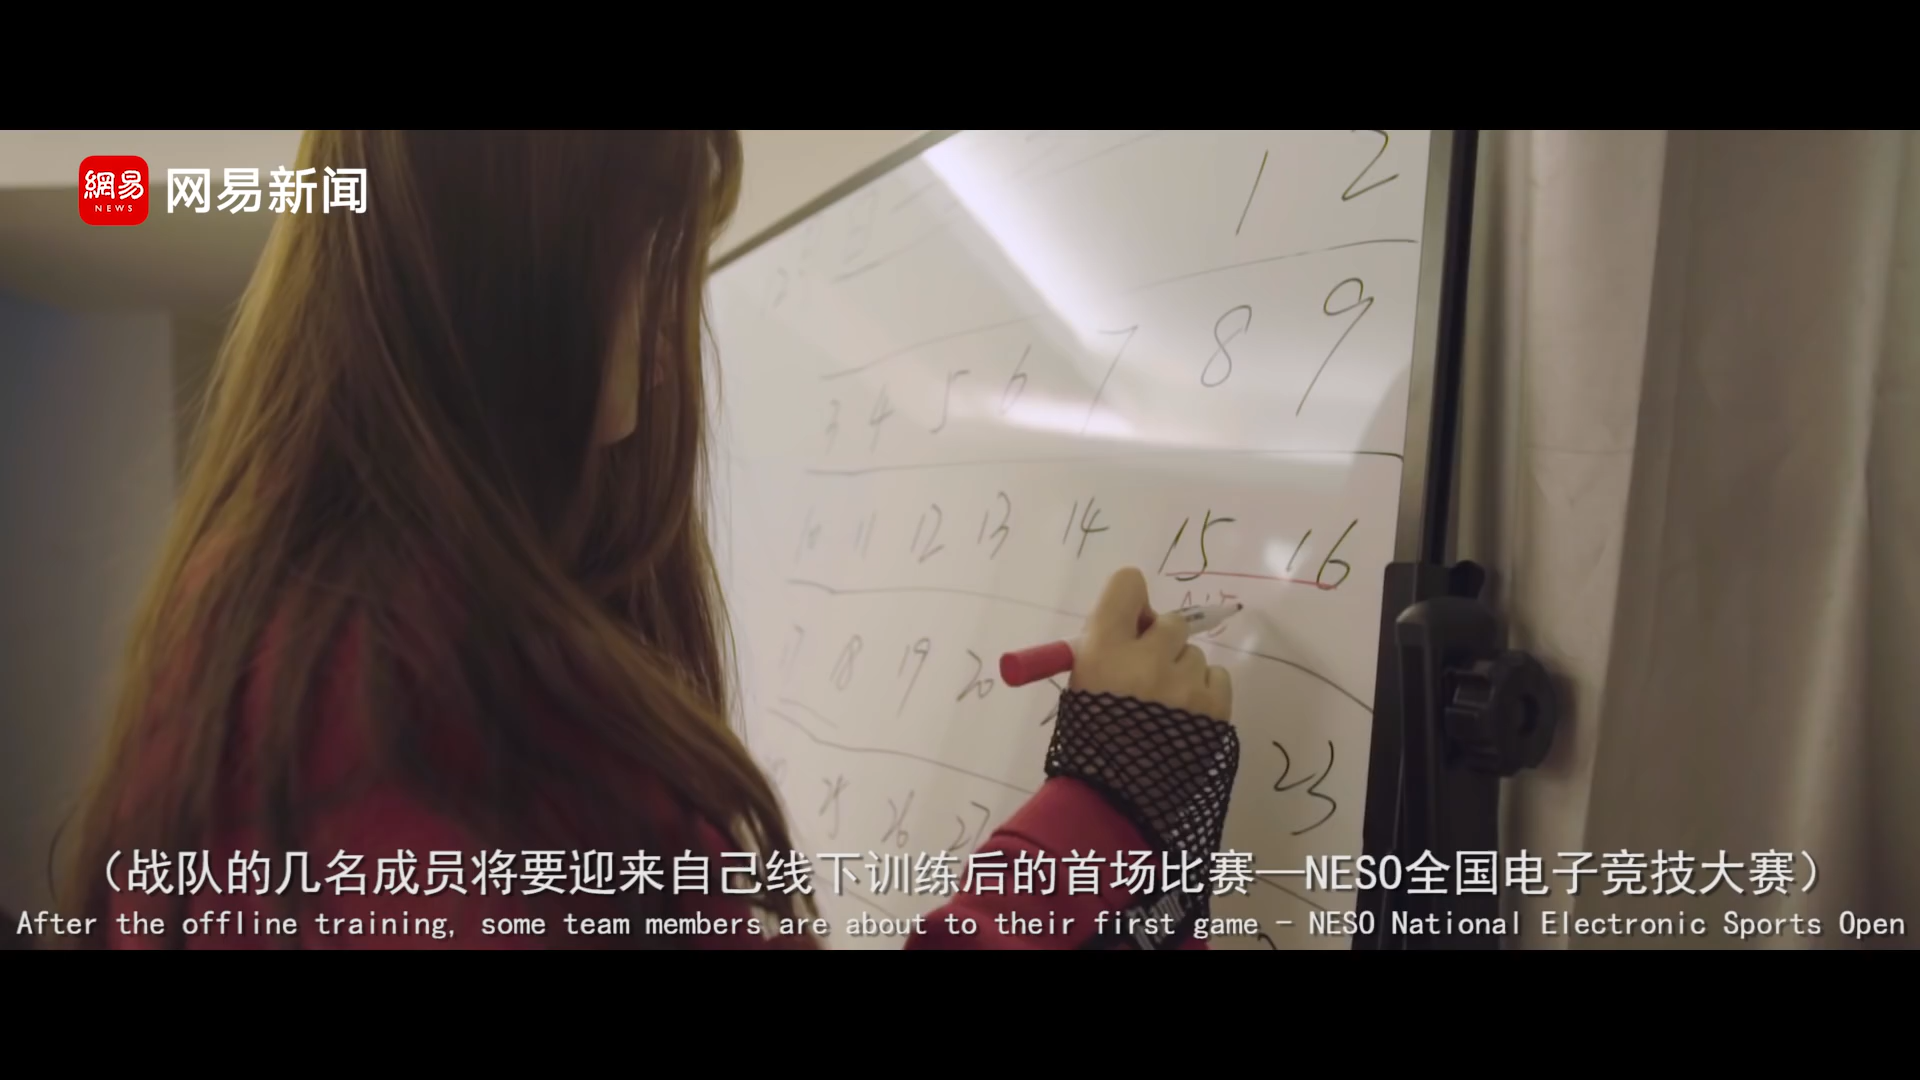 網易
NEWS
网易新闻
1 2
3 4 5 6 7 8 9
10 11 12 13 14 15 16
18 19 20
23
25 26 27
（战队的几名成员将要迎来自己线下训练后的首场比赛—NESO全国电子竞技大赛）
After the offline training, some team members are about to their first game - NESO National Electronic Sports Open